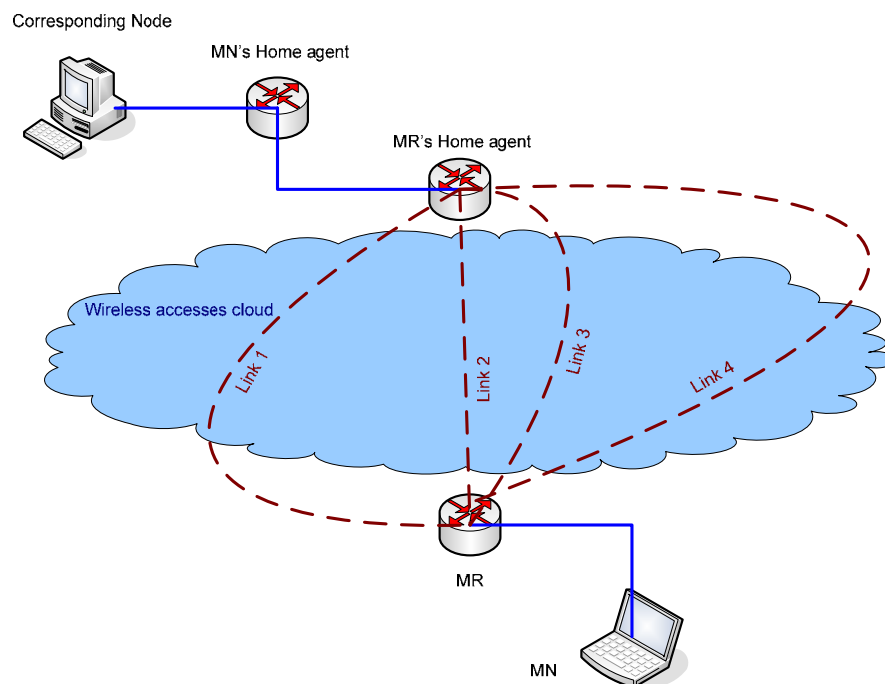 Corresponding Node
MN's Home agent
MR's Home agent
Wireless accesses cloud
Link 1
Link 2
Link 3
Link 4
MR
MN